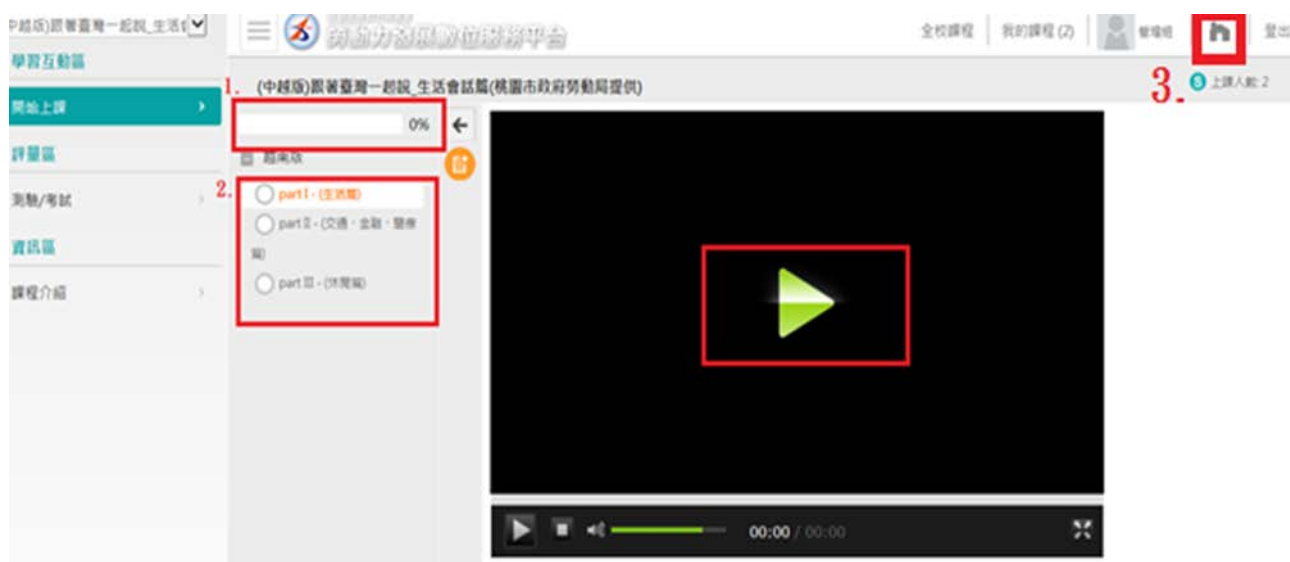 中越版)跟著臺灣一起說_生活會
勞動力發展數位服務平台
全校課程
我的課程 (2)
管理組
登出
學習互動區
開始上課
評量區
測驗/考試
資訊區
課程介紹
1. (中越版)跟著臺灣一起說_生活會話篇(桃園市政府勞動局提供)
3.
上課人數: 2
0%
越南版
2.
part I - (生活篇)
part II - (交通、金融、醫療
篇)
part III - (休閒篇)
00:00 / 00:00